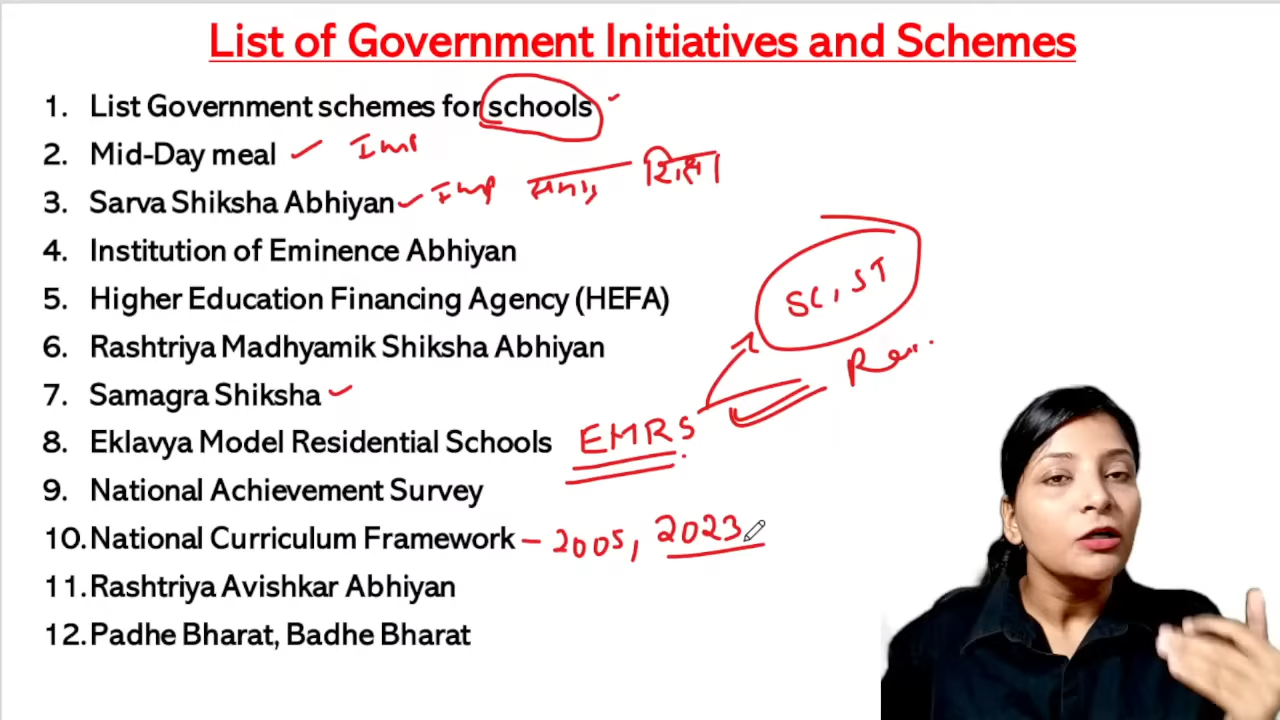 List of Government Initiatives and Schemes
1. List Government schemes for schools
2. Mid-Day meal Imp
3. Sarva Shiksha Abhiyan Imp समग्र शिक्षा
4. Institution of Eminence Abhiyan
SC, ST
5. Higher Education Financing Agency (HEFA)
6. Rashtriya Madhyamik Shiksha Abhiyan
7. Samagra Shiksha
8. Eklavya Model Residential Schools EMRS
9. National Achievement Survey
10. National Curriculum Framework – 2005, 2023
11. Rashtriya Avishkar Abhiyan
12. Padhe Bharat, Badhe Bharat